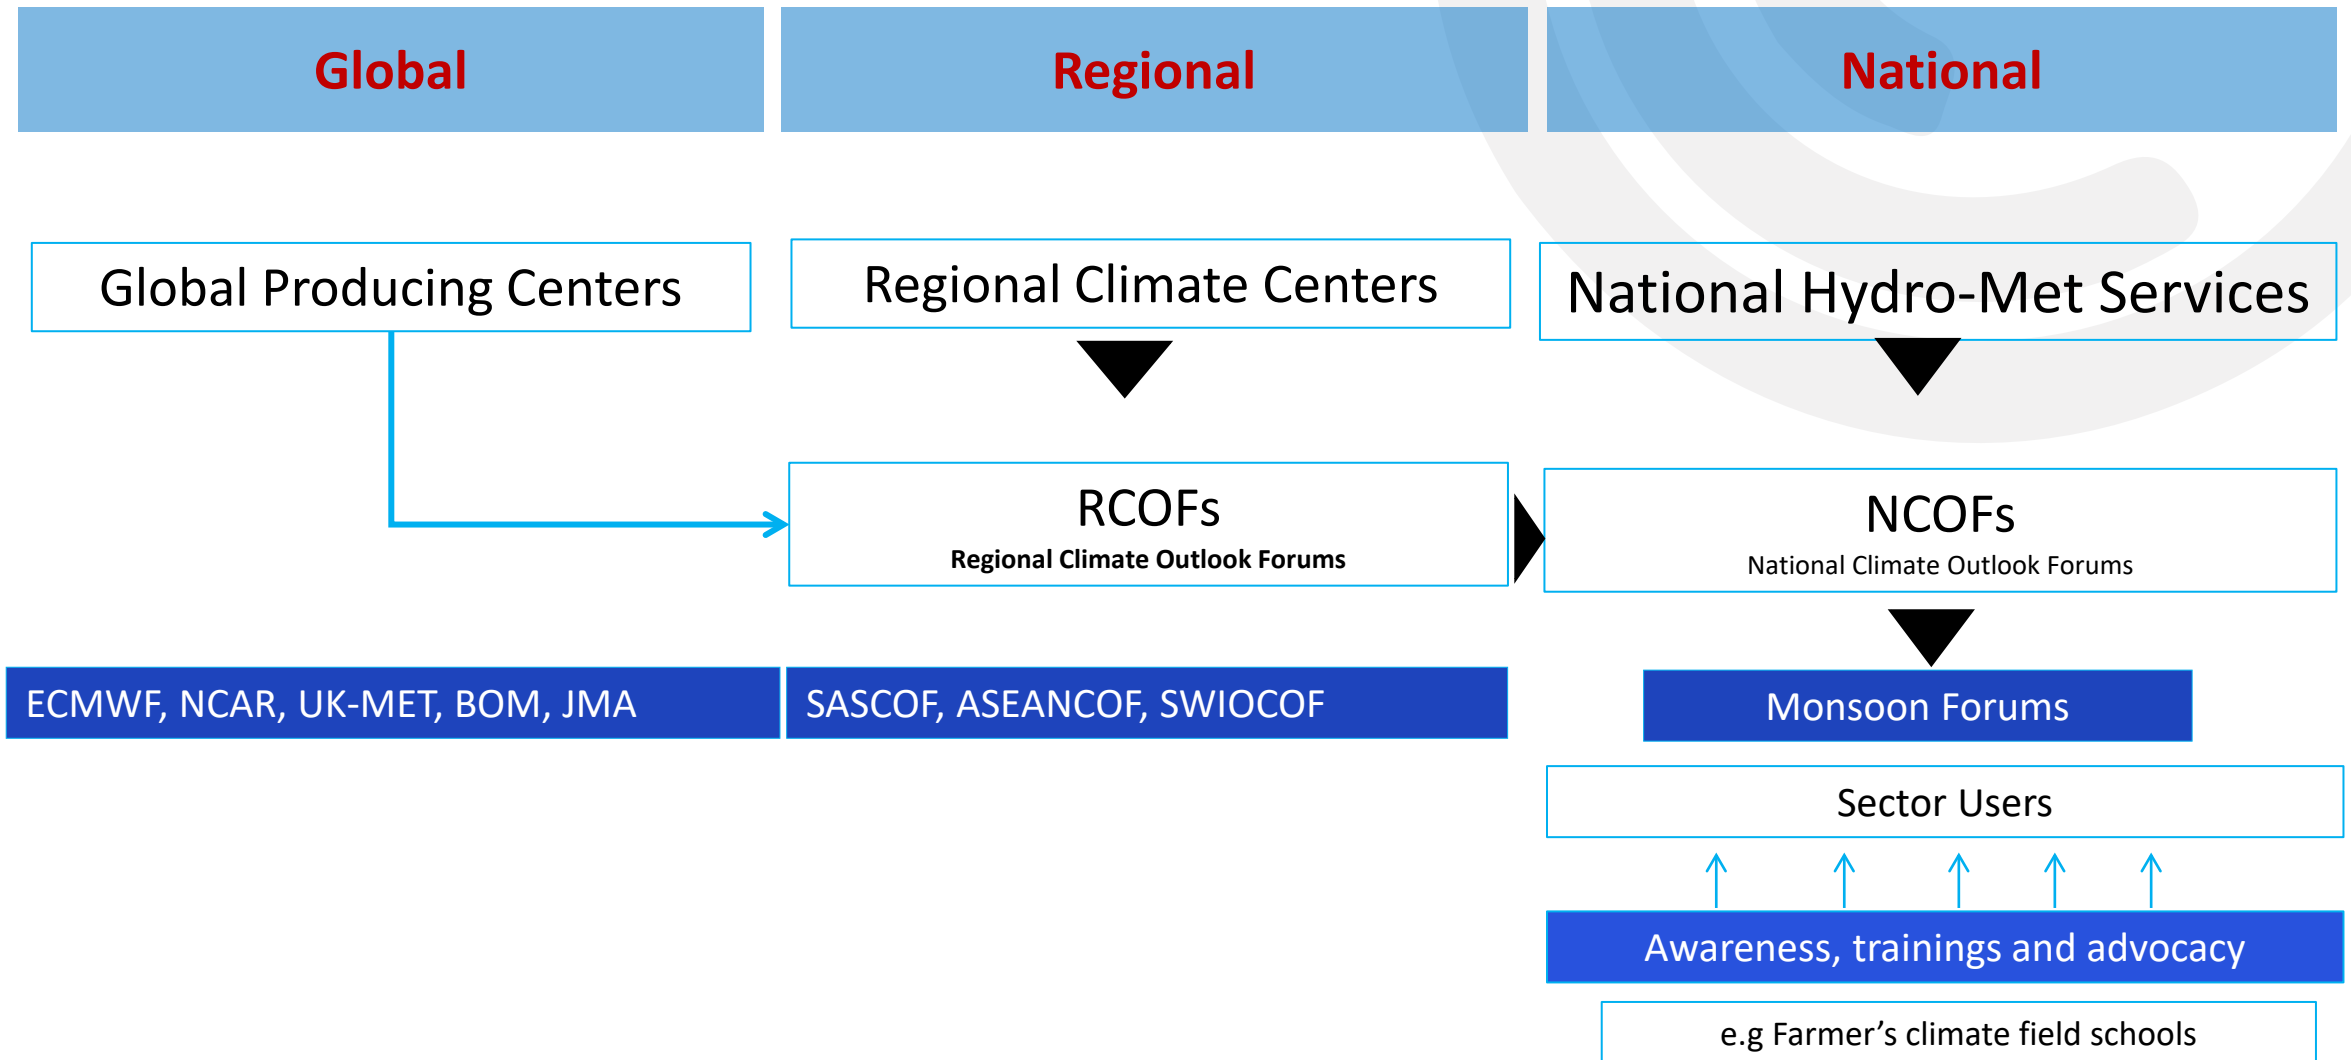 Global
Regional
National
Global Producing Centers
Regional Climate Centers
National Hydro-Met Services
RCOFs
Regional Climate Outlook Forums
NCOFs
National Climate Outlook Forums
ECMWF, NCAR, UK-MET, BOM, JMA
SASCOF, ASEANCOF, SWIOCOF
Monsoon Forums
Sector Users
Awareness, trainings and advocacy
e.g Farmer’s climate field schools